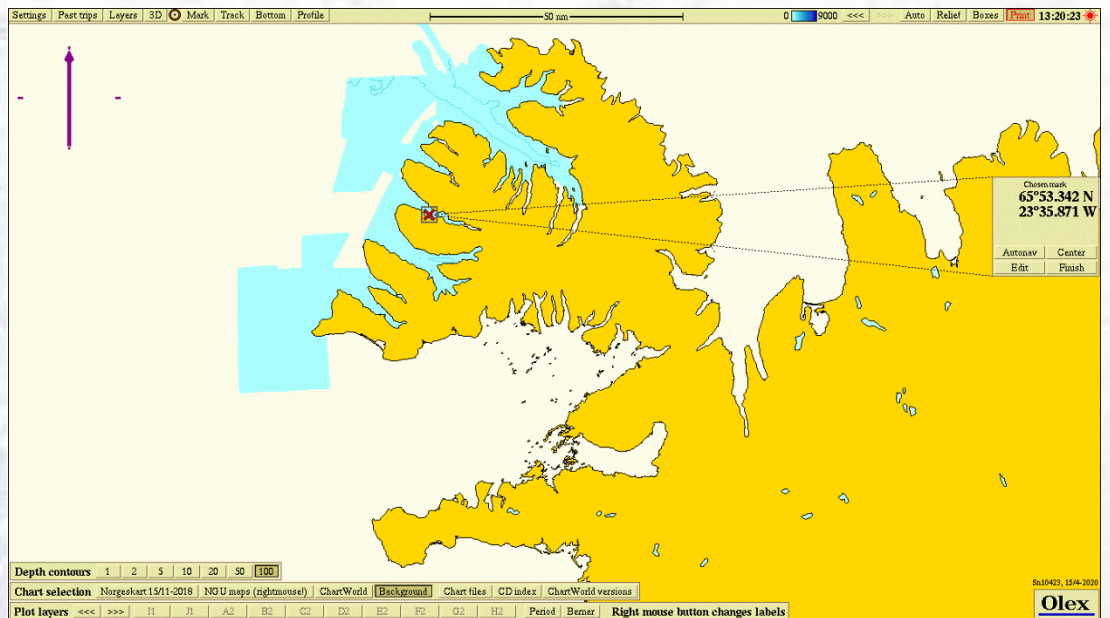 Settings Past trips Layers 3D Mark Track Bottom Profile 50 nm 0 9000 <<< >>> Auto Relief Boxes Print 13:20:23
Chosen mark
65°53.342 N
23°35.871 W
Autonav Center
Edit Finish
Depth contours 1 2 5 10 20 50 100
Sn10423, 15/4-2020
Chart selection Norgeskart 15/11-2018 NGU maps (rightmouse!) ChartWorld Background Chart files CD index ChartWorld versions
Olex
Plot layers <<< >>> I1 J1 A2 B2 C2 D2 E2 F2 G2 H2 Period Bemer Right mouse button changes labels